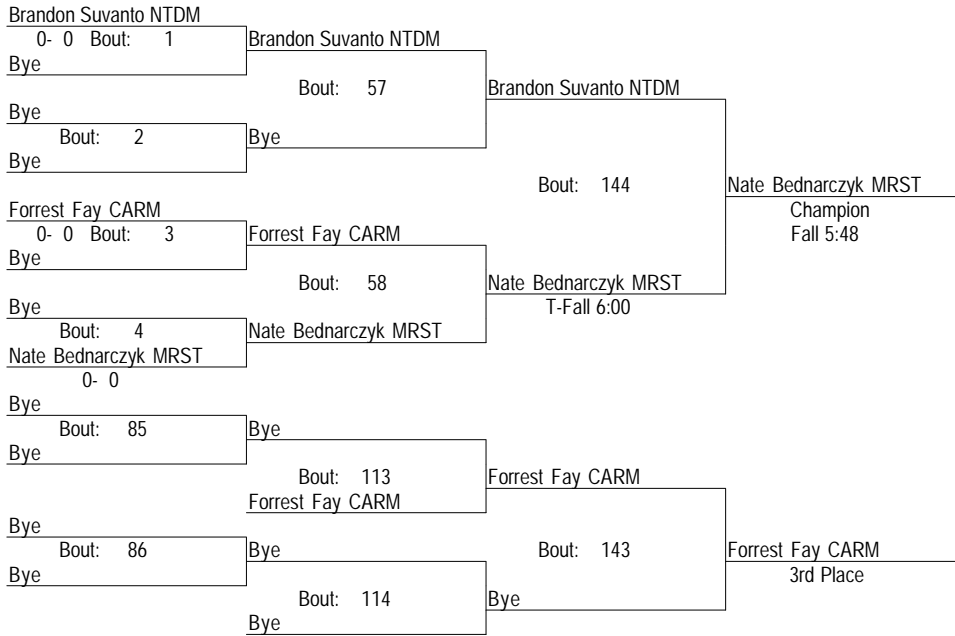 Brandon Suvanto NTDM
0- 0 Bout: 1
Brandon Suvanto NTDM
Bye
Bout: 57
Brandon Suvanto NTDM
Bye
Bout: 2
Bye
Bye
Bout: 144
Nate Bednarczyk MRST
Champion
Fall 5:48
Forrest Fay CARM
0- 0 Bout: 3
Forrest Fay CARM
Bye
Bout: 58
Nate Bednarczyk MRST
T-Fall 6:00
Bye
Bout: 4
Nate Bednarczyk MRST
Nate Bednarczyk MRST
0- 0
Bye
Bout: 85
Bye
Bye
Bout: 113
Forrest Fay CARM
Forrest Fay CARM
Bye
Bout: 86
Bye
Bout: 143
Forrest Fay CARM
3rd Place
Bye
Bout: 114
Bye
Bye